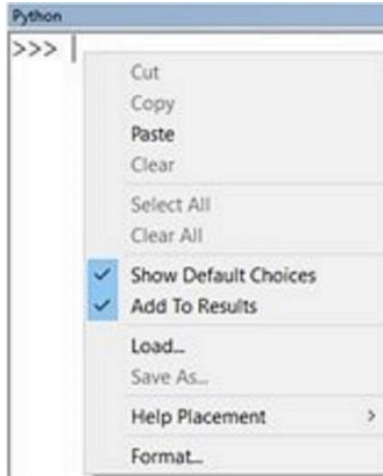 Python
>>>
Cut
Copy
Paste
Clear
Select All
Clear All
Show Default Choices
Add To Results
Load...
Save As...
Help Placement
Format...